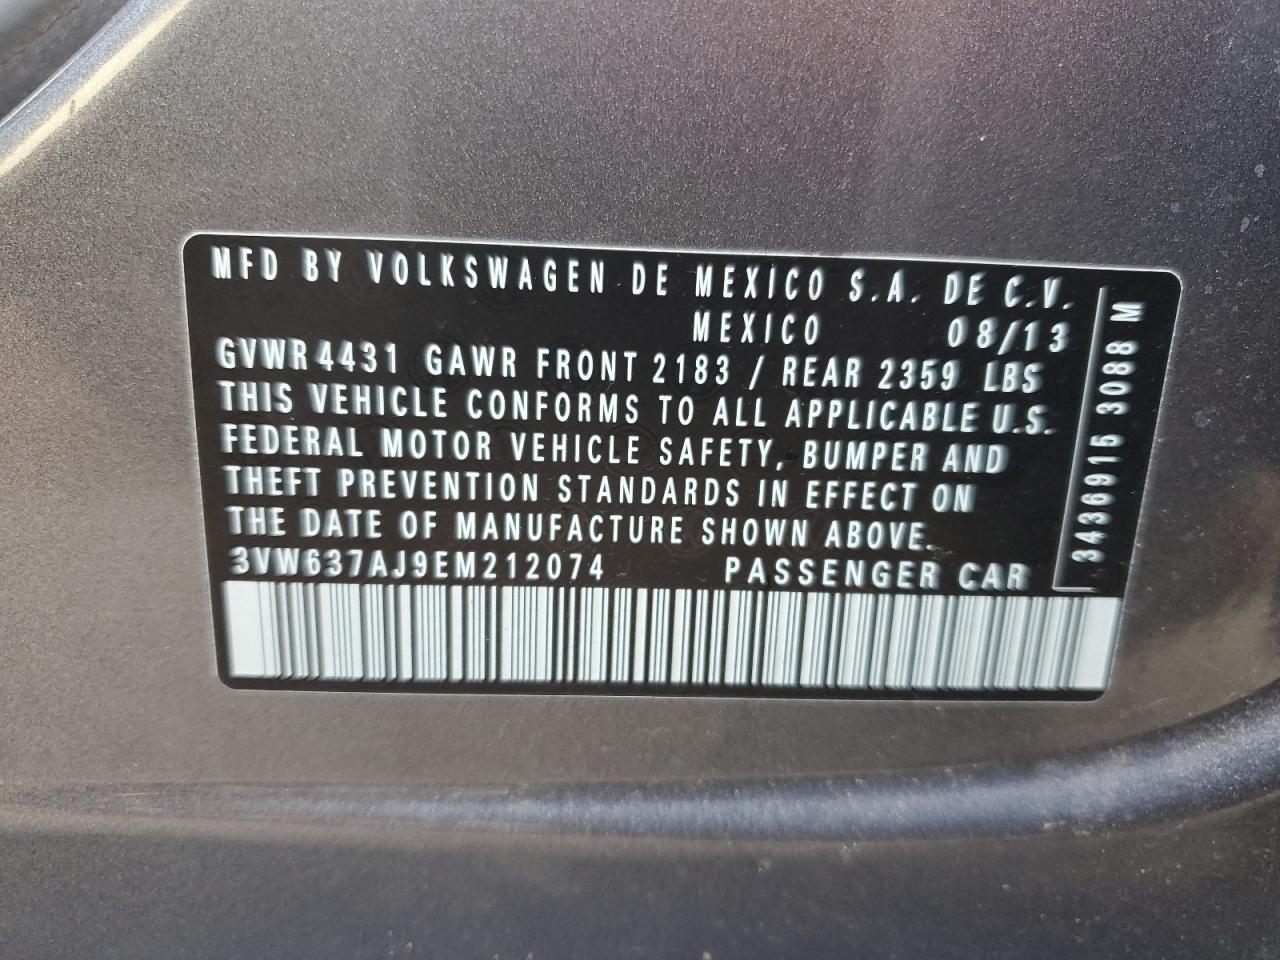 MFD BY VOLKSWAGEN DE MEXICO S.A. DE C.V.
MEXICO 08/13
GVWR 4431 GAWR FRONT 2183 / REAR 2359 LBS
THIS VEHICLE CONFORMS TO ALL APPLICABLE U.S.
FEDERAL MOTOR VEHICLE SAFETY, BUMPER AND
THEFT PREVENTION STANDARDS IN EFFECT ON
THE DATE OF MANUFACTURE SHOWN ABOVE.
3VW637AJ9EM212074 PASSENGER CAR
3436915 3088 M